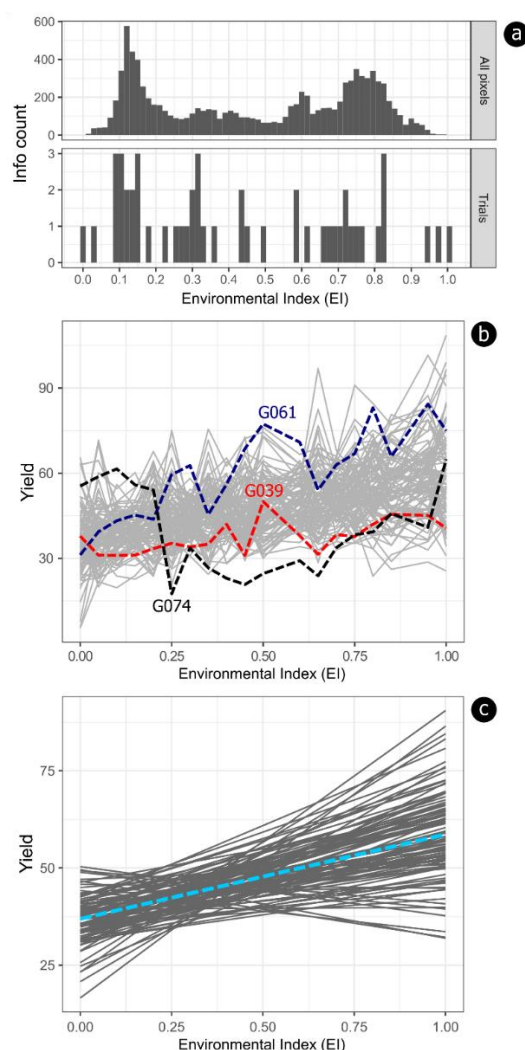 a
600
400
200
0
Info count
All pixels
3
2
1
0
Trials
0.0 0.1 0.2 0.3 0.4 0.5 0.6 0.7 0.8 0.9 1.0
Environmental Index (EI)
b
90
60
30
Yield
G061
G039
G074
0.00 0.25 0.50 0.75 1.00
Environmental Index (EI)
c
75
50
25
Yield
0.00 0.25 0.50 0.75 1.00
Environmental Index (EI)